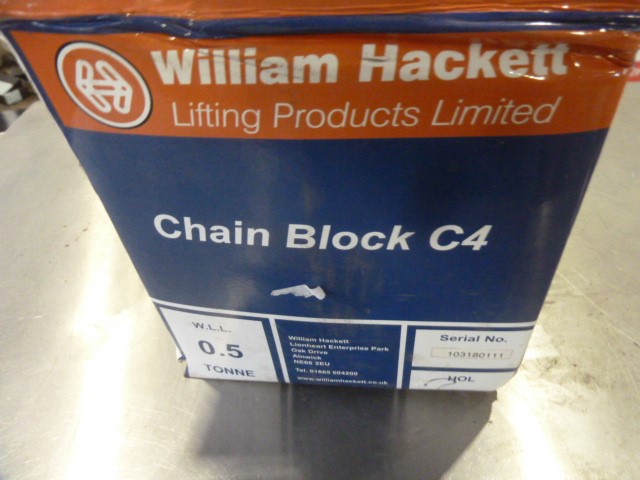 William Hackett
Lifting Products Limited
Chain Block C4
W.L.L.
0.5
TONNE
William Hackett
Lionheart Enterprise Park
Oak Drive
Alnwick
NE66 2EU
Tel. 01665 604200
www.williamhackett.co.uk
Serial No.
103180111
HOL